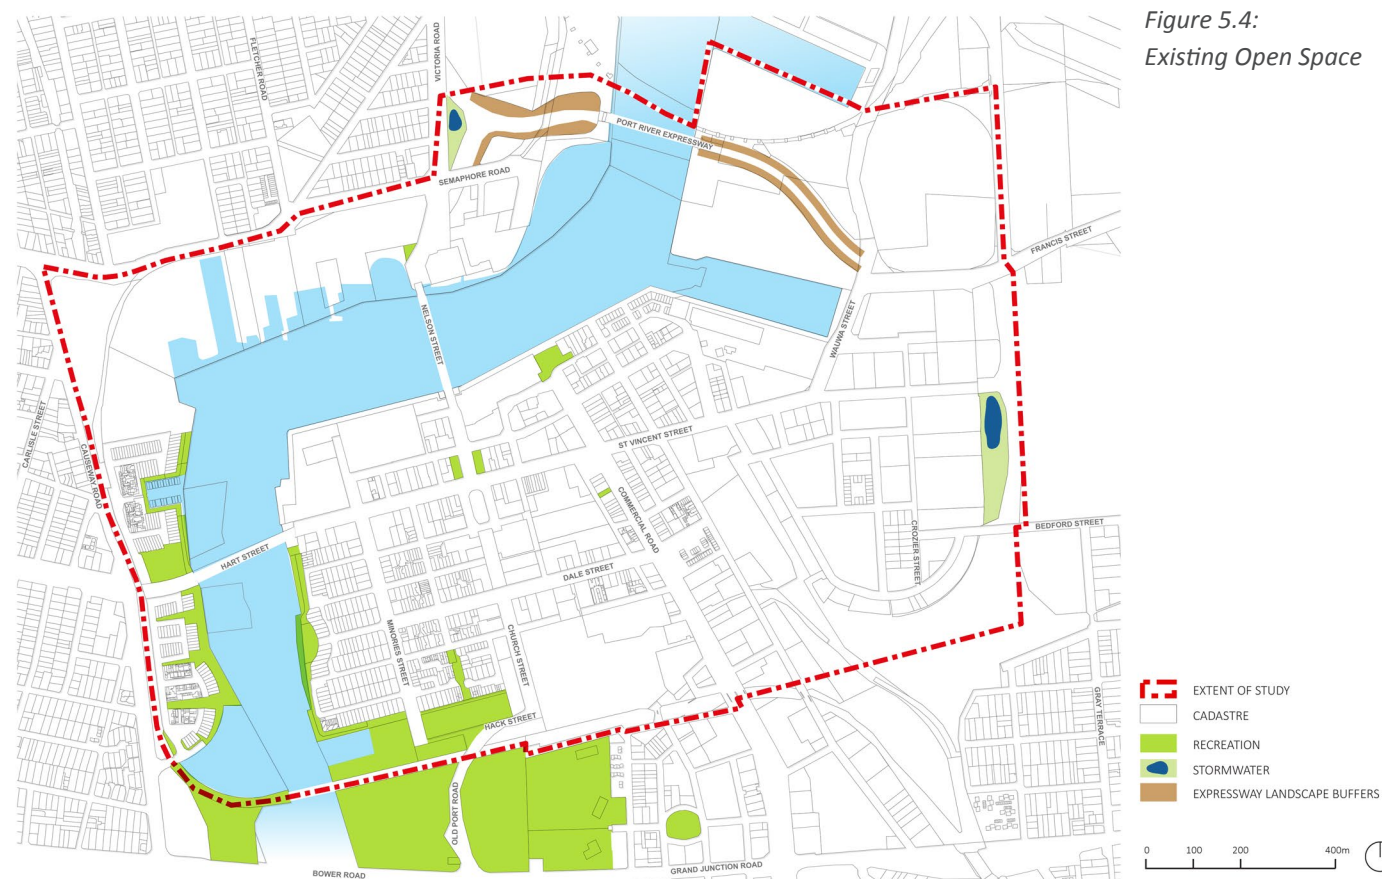 Figure 5.4:
Existing Open Space
FLETCHER ROAD
VICTORIA ROAD
PORT RIVER EXPRESSWAY
SEMAPHORE ROAD
FRANCIS STREET
NELSON STREET
WAUWA STREET
CARLISLE STREET
CAUSEWAY ROAD
ST VINCENT STREET
COMMERCIAL ROAD
CROZIER STREET
BEDFORD STREET
HART STREET
DALE STREET
MINORIES STREET
CHURCH STREET
HACK STREET
GRAY TERRACE
OLD PORT ROAD
BOWER ROAD
GRAND JUNCTION ROAD
EXTENT OF STUDY
CADASTRE
RECREATION
STORMWATER
EXPRESSWAY LANDSCAPE BUFFERS
0 100 200 400m